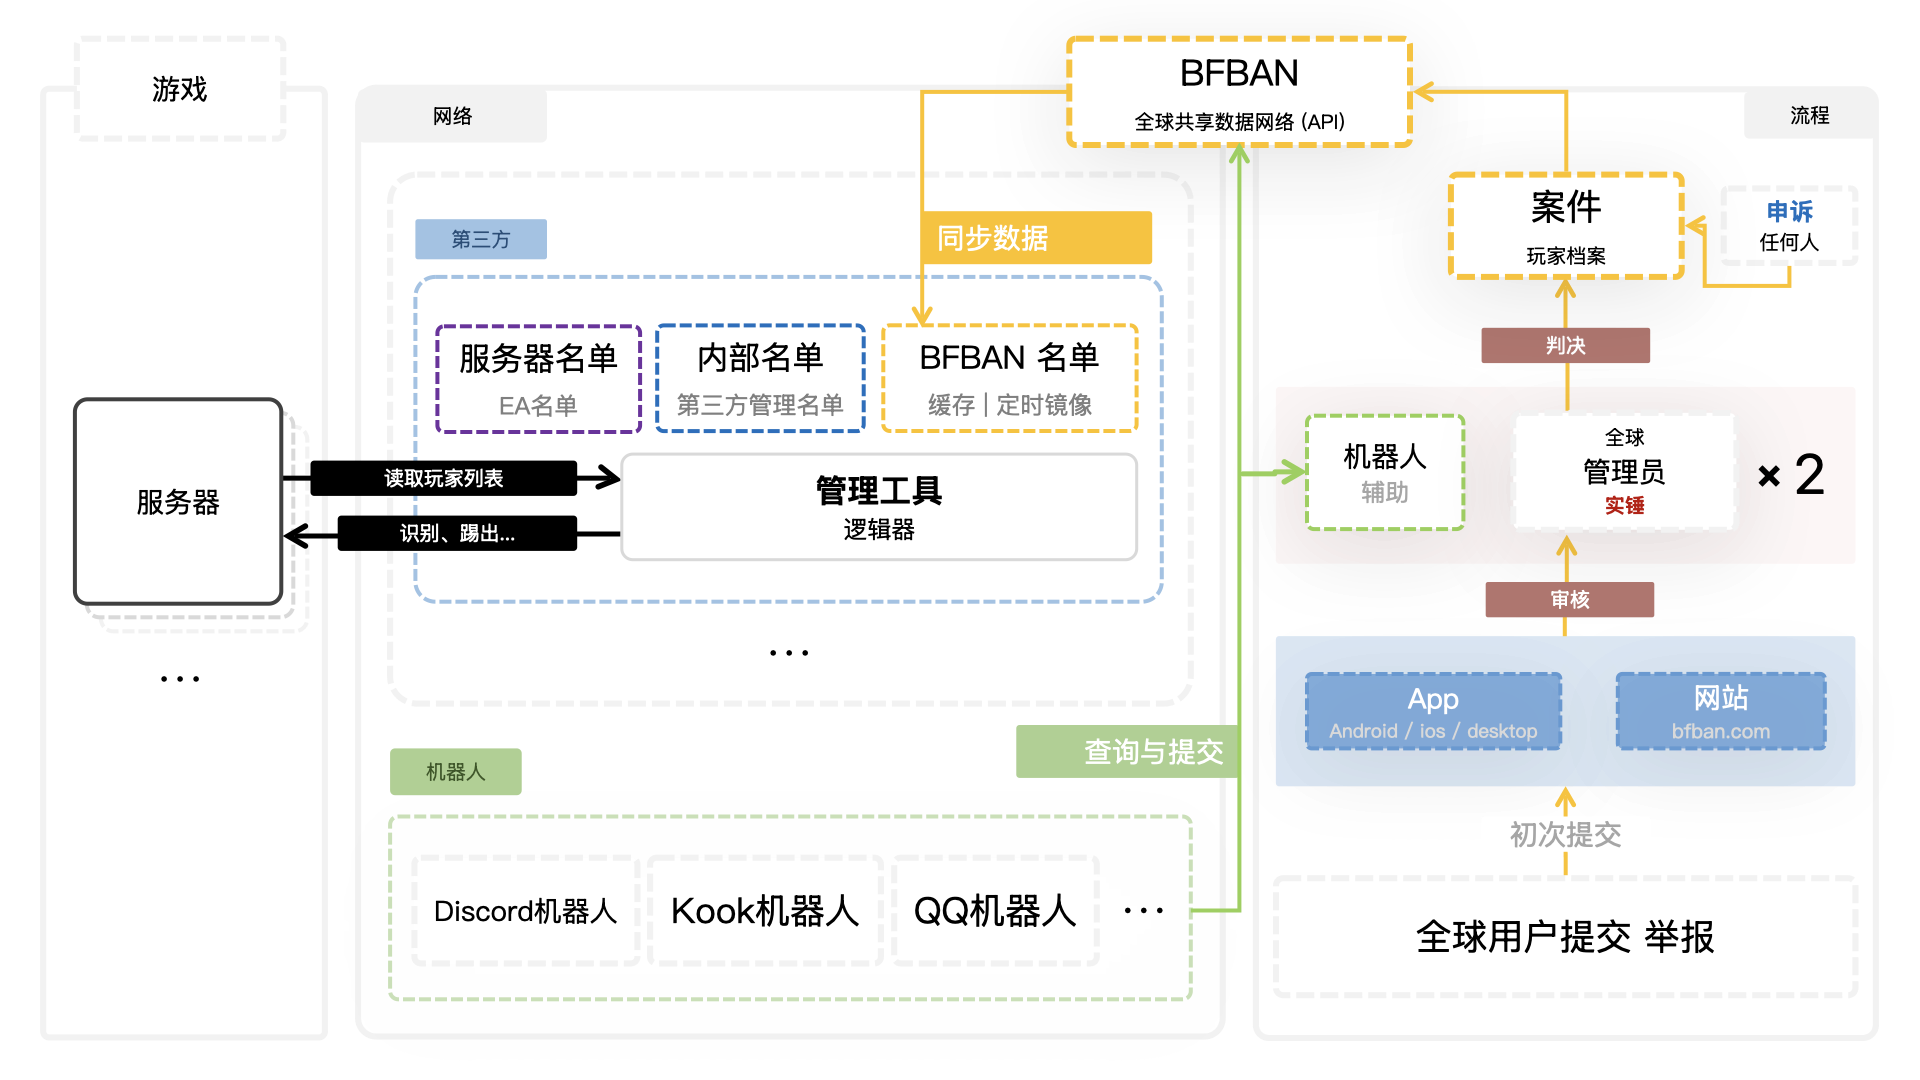 游戏
服务器
...
读取玩家列表
识别、踢出...
网络
第三方
同步数据
服务器名单
EA名单
内部名单
第三方管理名单
BFBAN 名单
缓存 | 定时镜像
管理工具
逻辑器
...
机器人
查询与提交
Discord机器人
Kook机器人
QQ机器人
...
BFBAN
全球共享数据网络 (API)
流程
案件
玩家档案
申诉
任何人
判决
机器人
辅助
全球
管理员
实锤
× 2
审核
App
Android / ios / desktop
网站
bfban.com
初次提交
全球用户提交 举报